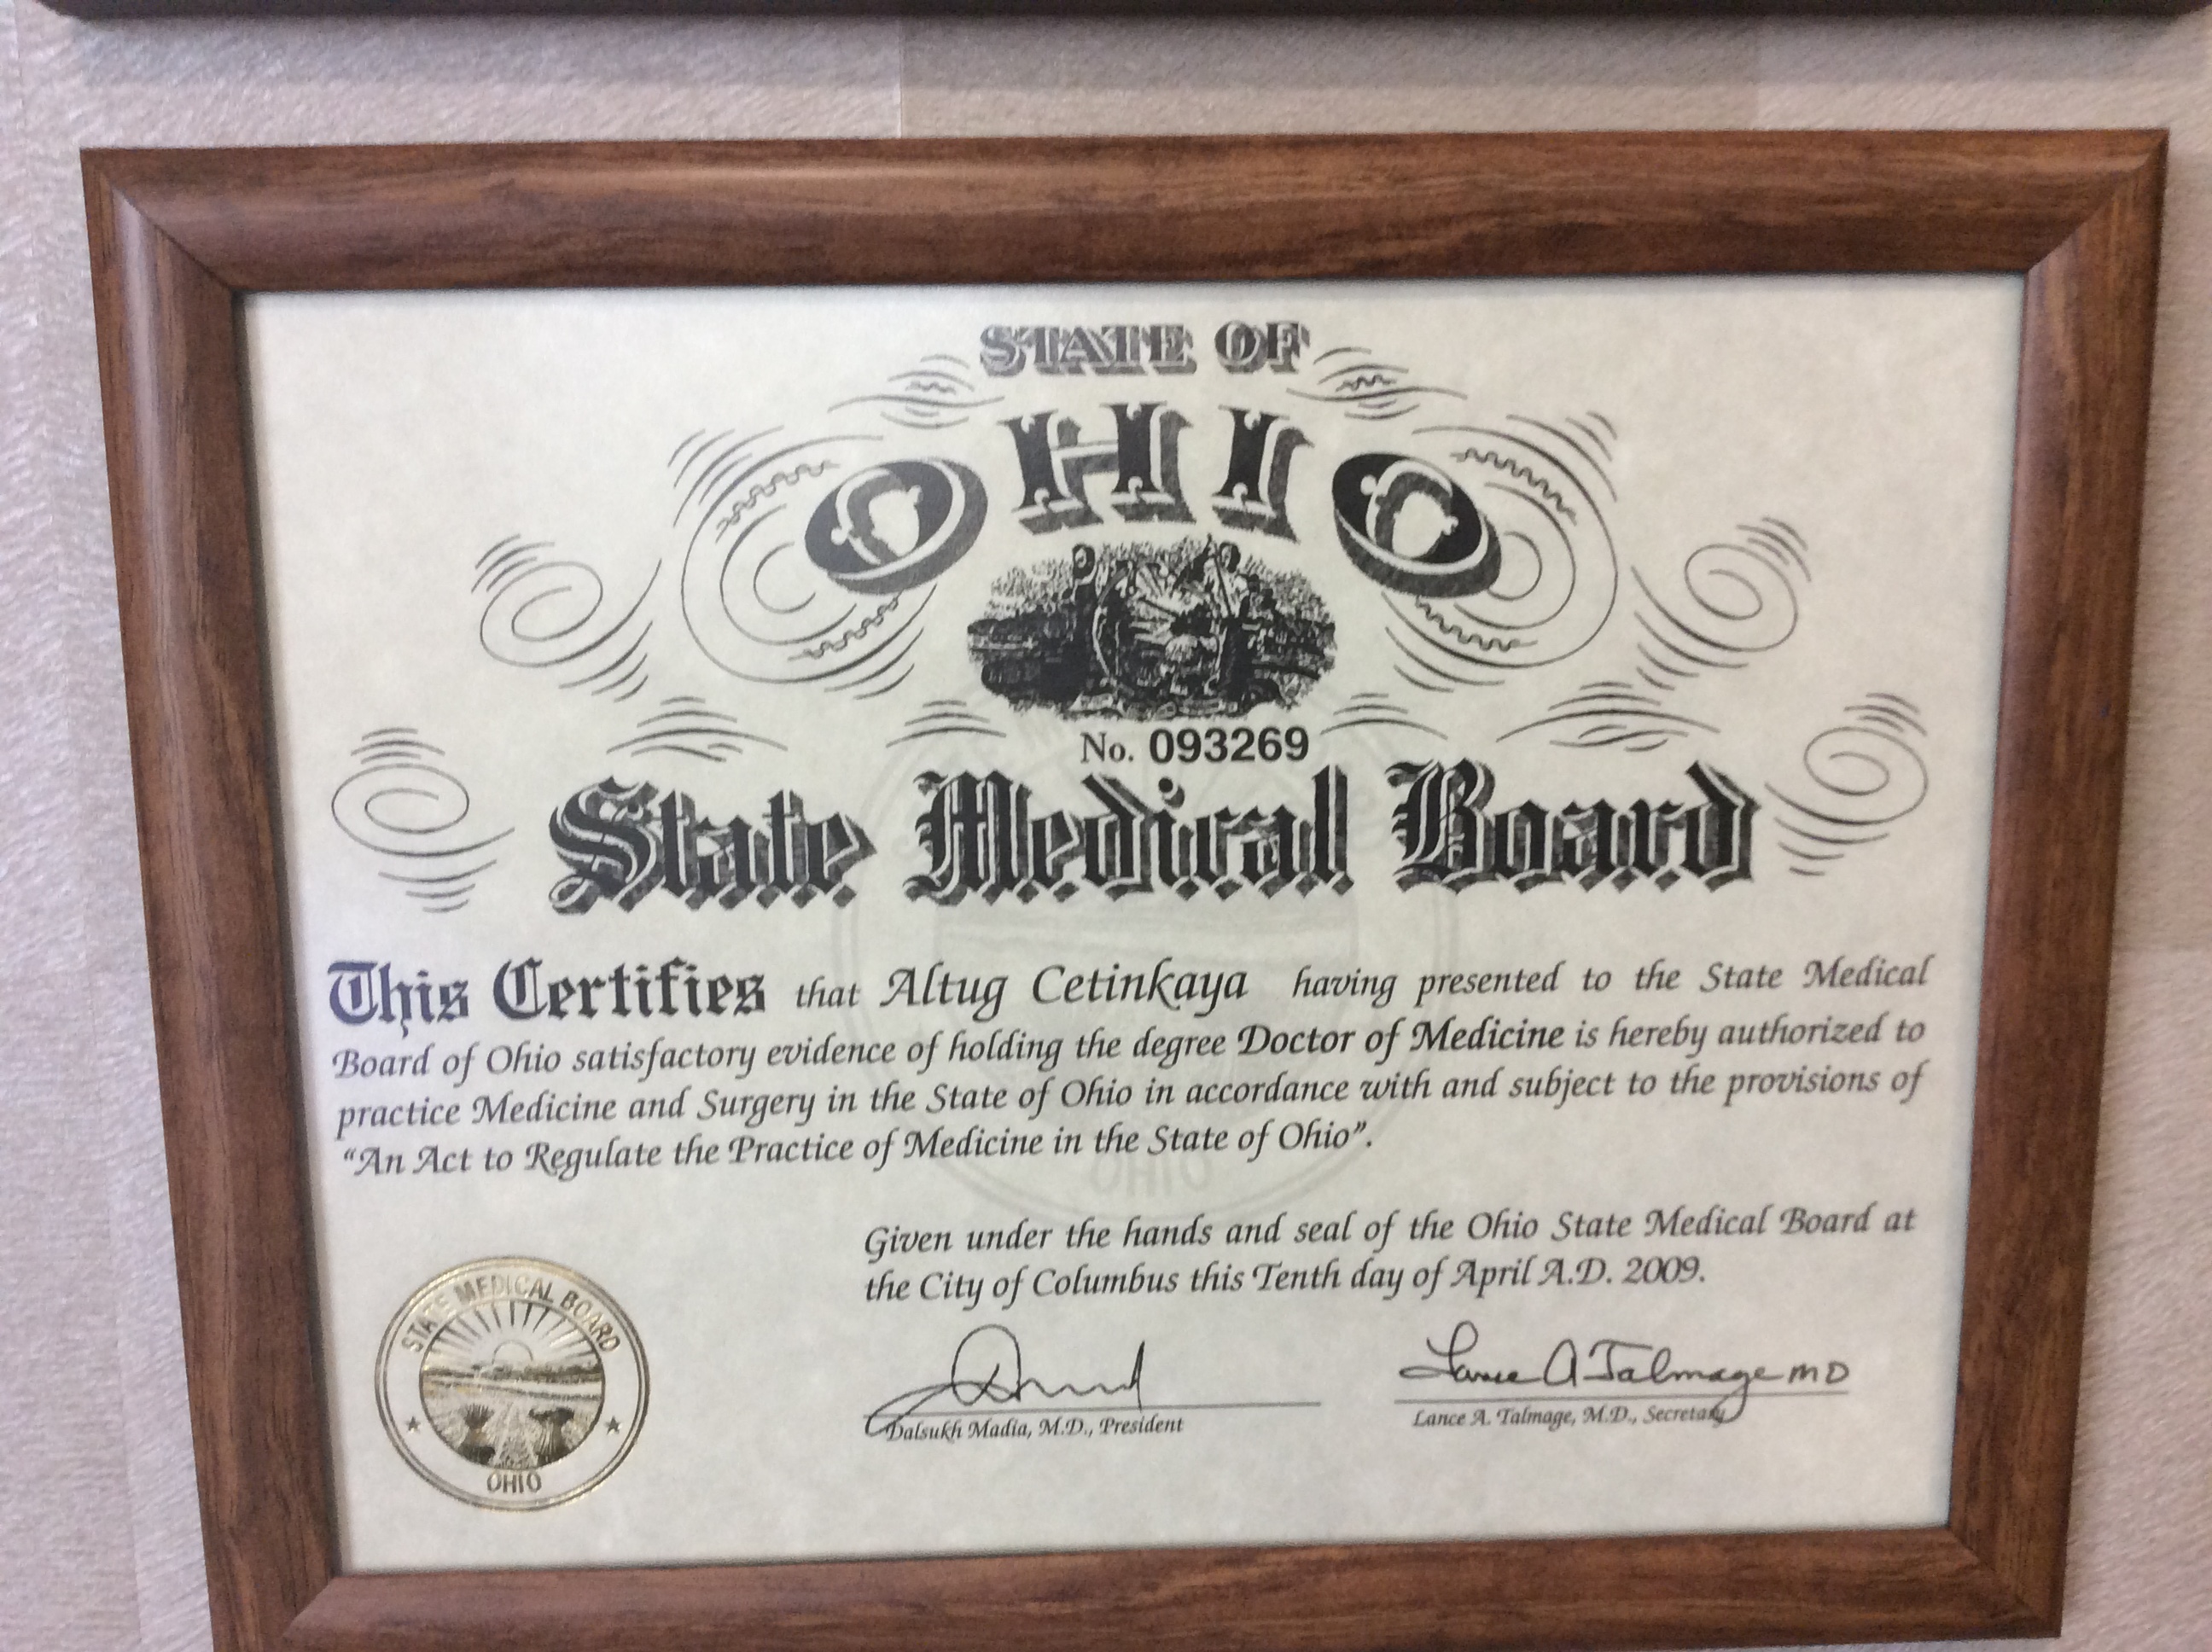 STATE OF
OHIO
No. 093269
State Medical Board
This Certifies that Altug Cetinkaya having presented to the State Medical
Board of Ohio satisfactory evidence of holding the degree Doctor of Medicine is hereby authorized to
practice Medicine and Surgery in the State of Ohio in accordance with and subject to the provisions of
“An Act to Regulate the Practice of Medicine in the State of Ohio”.
Given under the hands and seal of the Ohio State Medical Board at
the City of Columbus this Tenth day of April A.D. 2009.
STATE MEDICAL BOARD
OHIO
Lance A Talmage MD
Dalsukh Madia, M.D., President
Lance A. Talmage, M.D., Secretary
OHIO